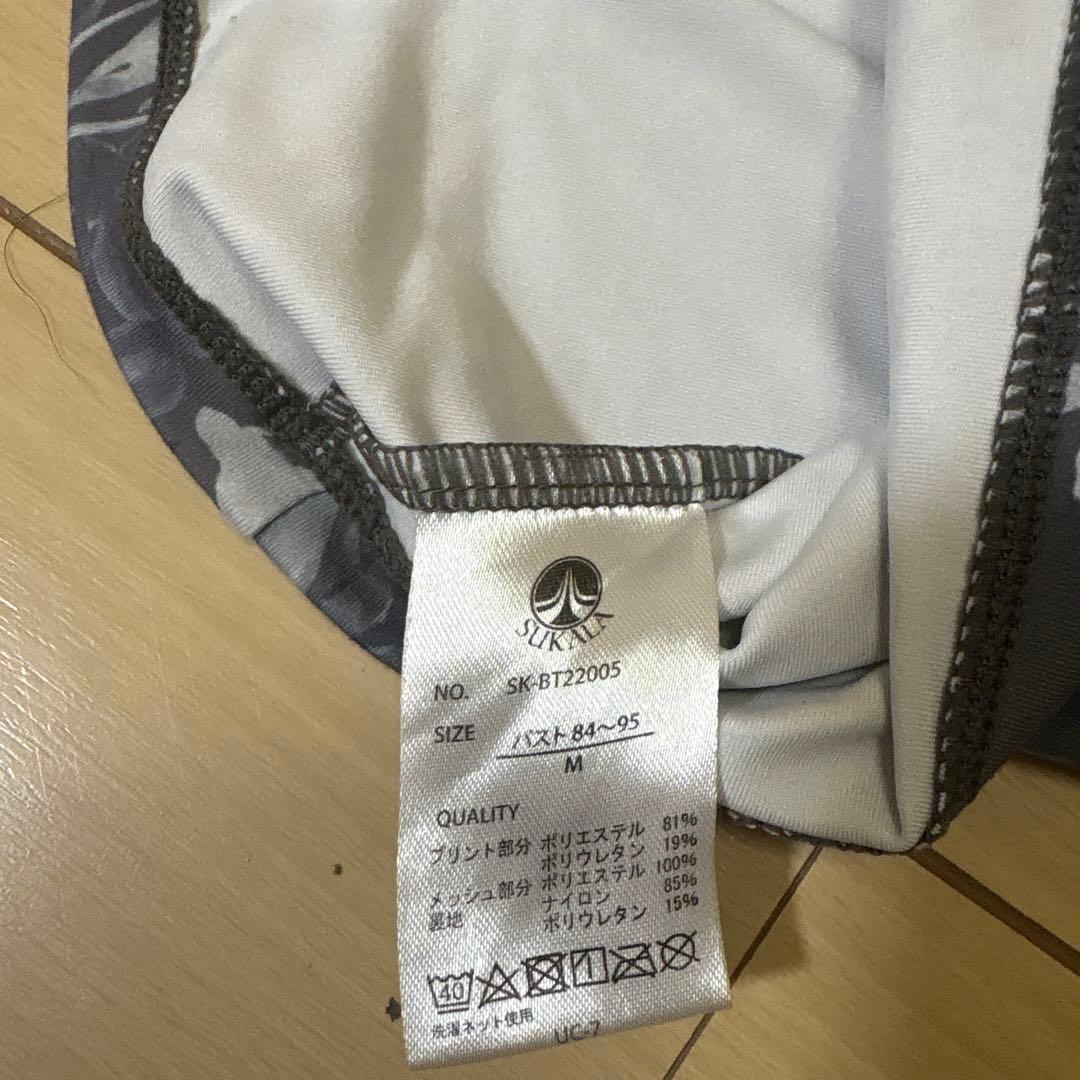 SUKALA
NO. SK-BT22005
SIZE バスト 84〜95
M
QUALITY
プリント部分 ポリエステル 81%
ポリウレタン 19%
メッシュ部分 ポリエステル 100%
裏地 ナイロン 85%
ポリウレタン 15%
40
洗濯ネット使用
UC-7